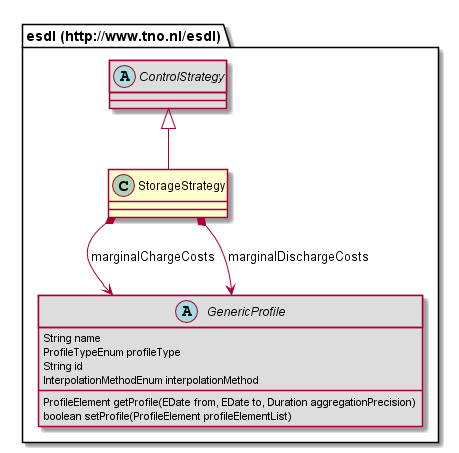 esdl (http://www.tno.nl/esdl)
A ControlStrategy
C StorageStrategy
marginalChargeCosts
marginalDischargeCosts
A GenericProfile
String name
ProfileTypeEnum profileType
String id
InterpolationMethodEnum interpolationMethod
ProfileElement getProfile(EDate from, EDate to, Duration aggregationPrecision)
boolean setProfile(ProfileElement profileElementList)